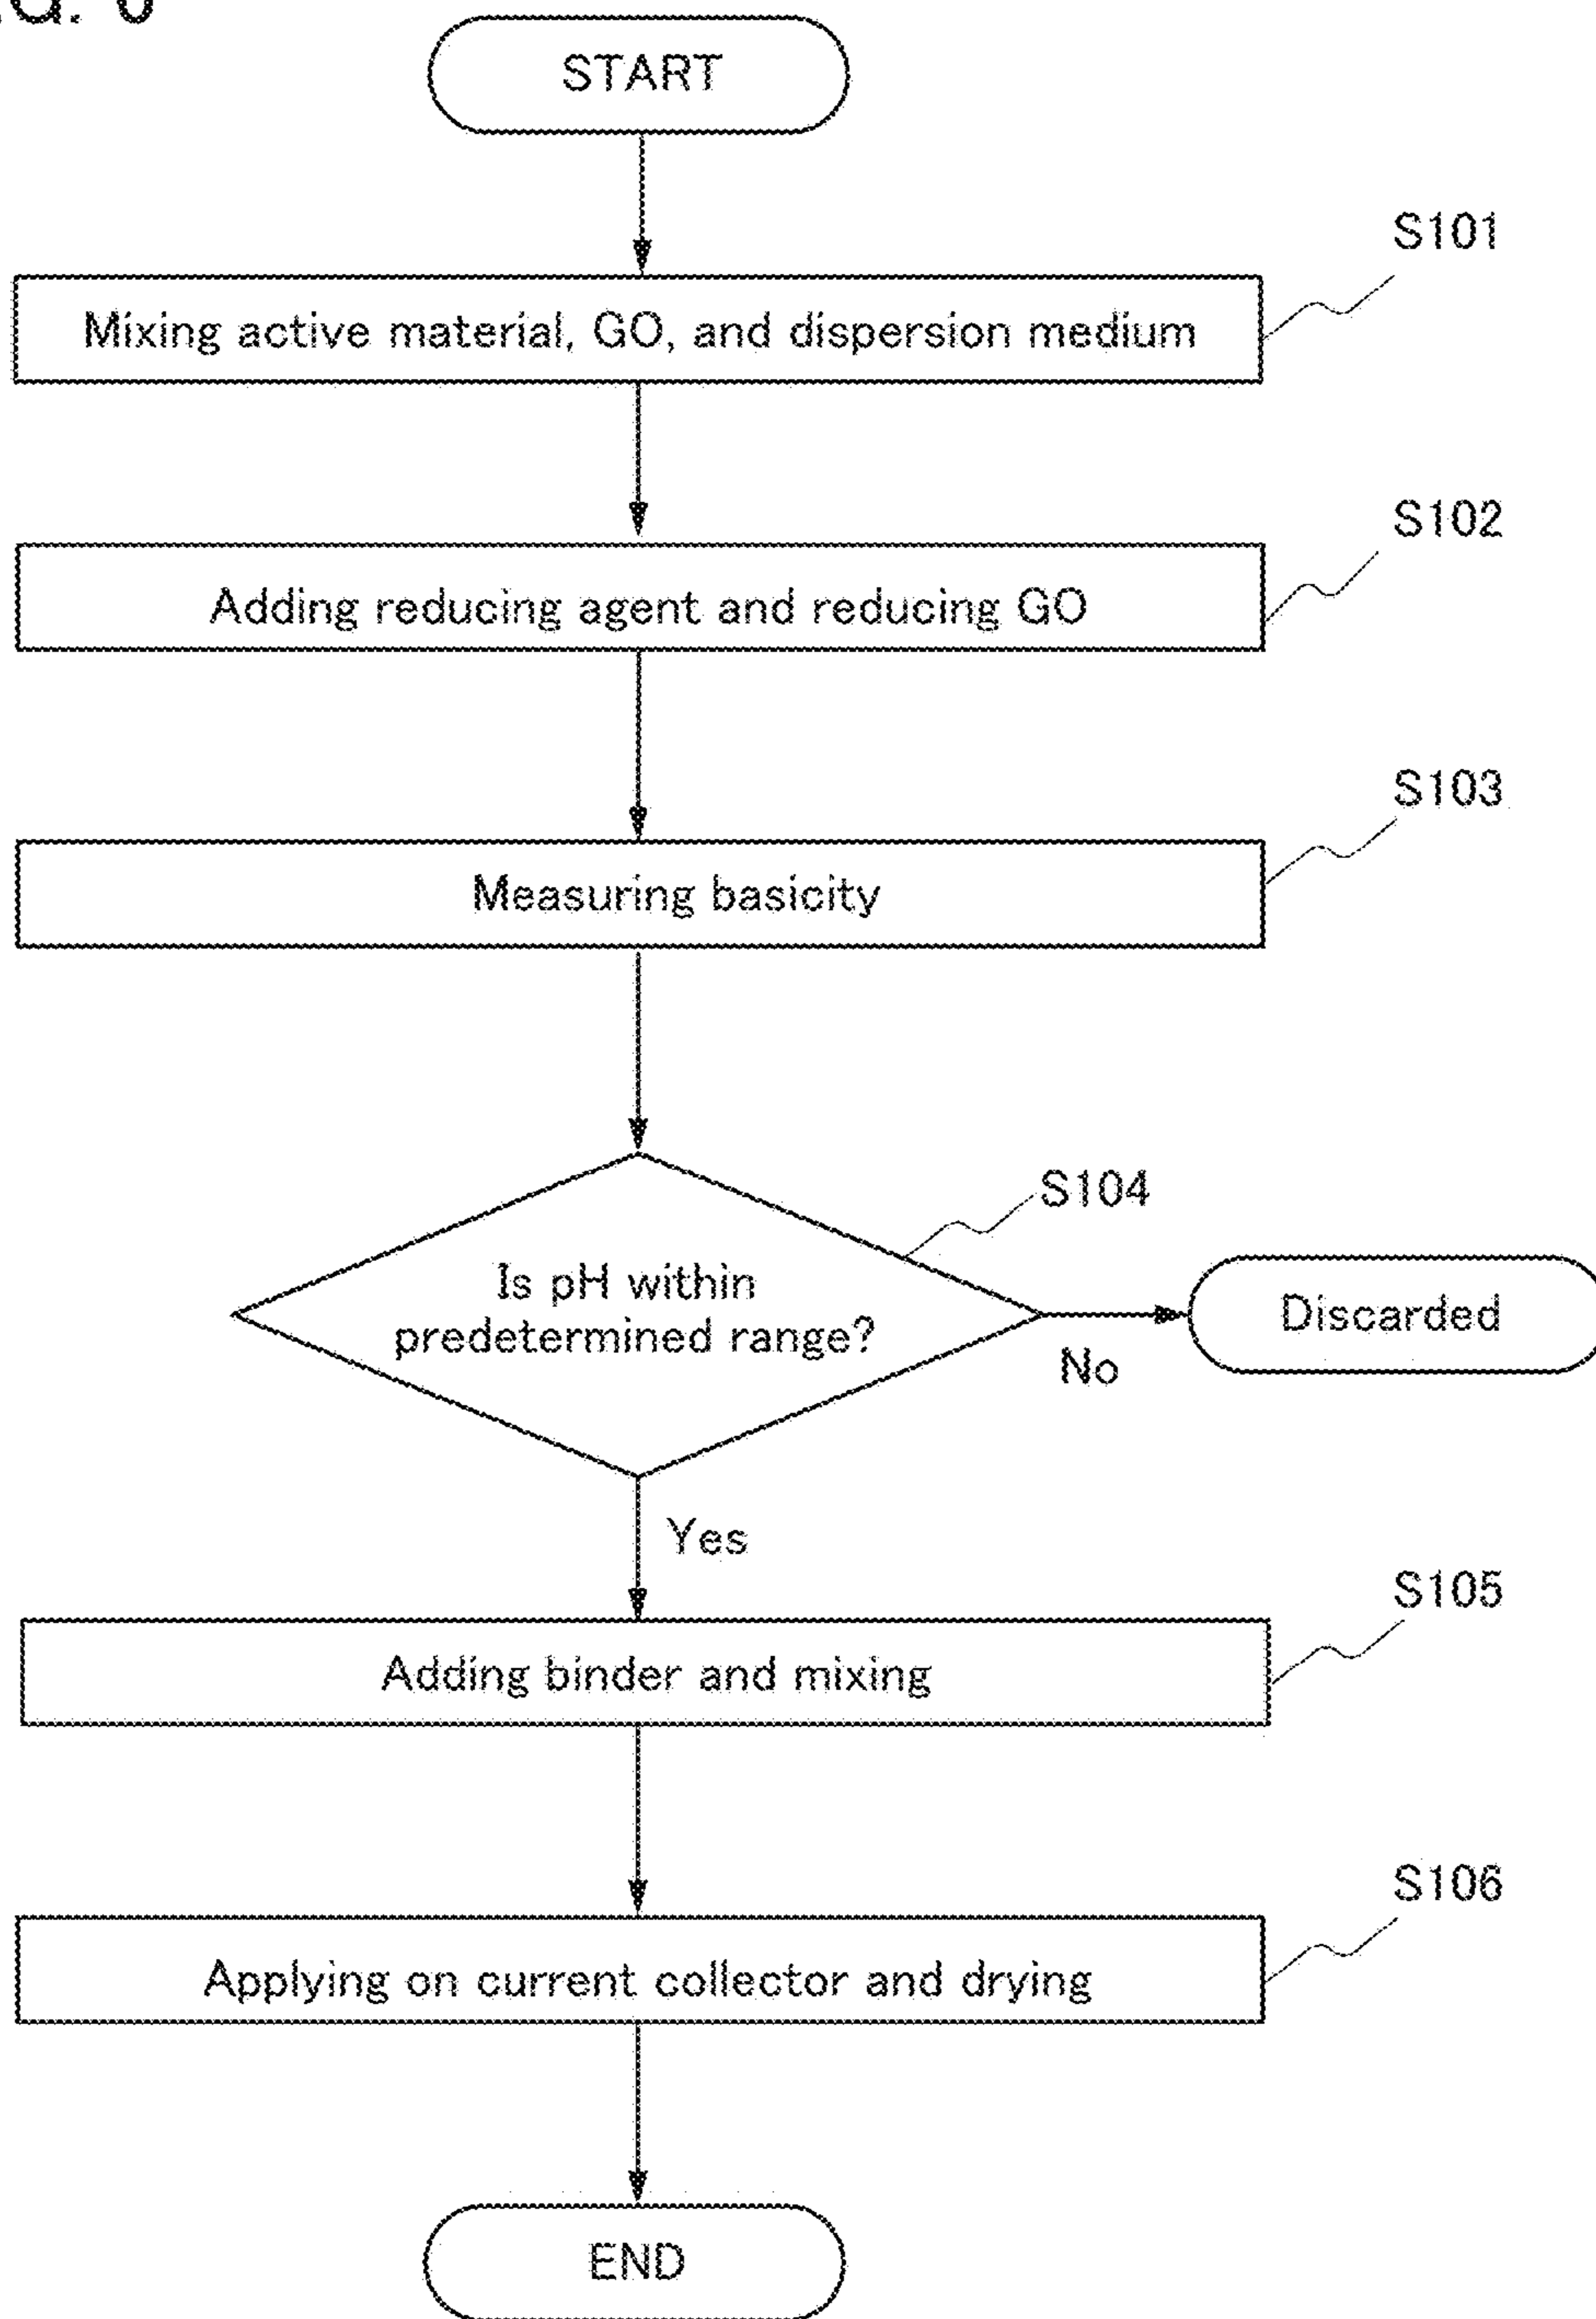 START
S101
Mixing active material, GO, and dispersion medium
S102
Adding reducing agent and reducing GO
S103
Measuring basicity
S104
Is pH within
predetermined range?
Discarded
No
Yes
S105
Adding binder and mixing
S106
Applying on current collector and drying
END